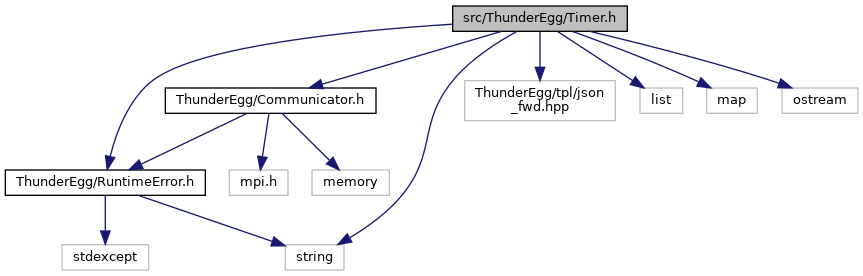 src/ThunderEgg/Timer.h
ThunderEgg/Communicator.h
ThunderEgg/tpl/json
_fwd.hpp
list
map
ostream
ThunderEgg/RuntimeError.h
mpi.h
memory
stdexcept
string